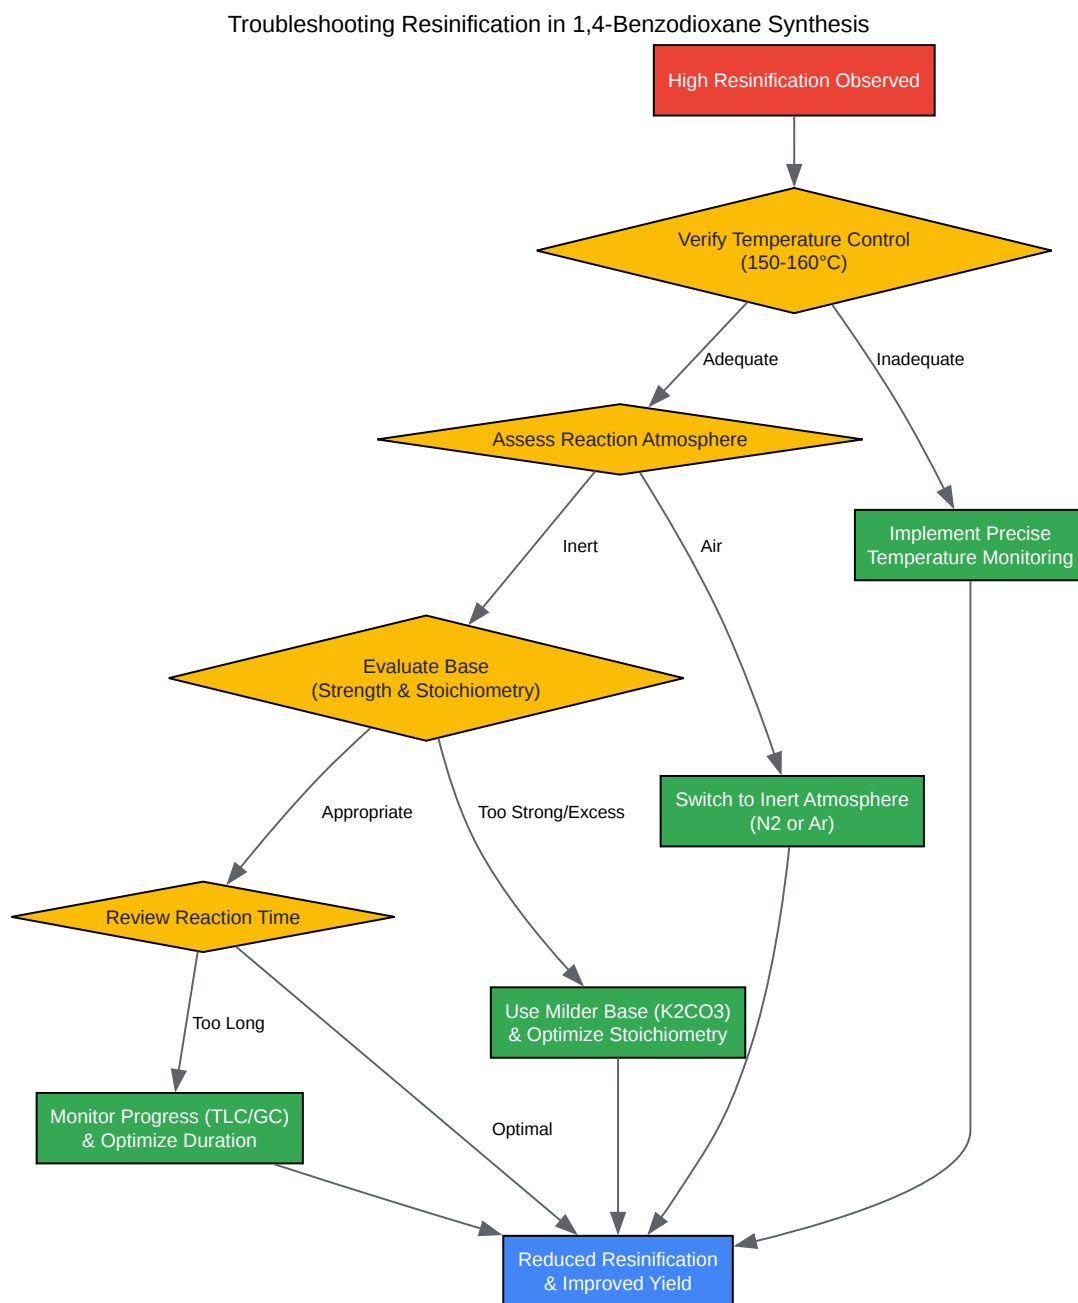 Troubleshooting Resinification in 1,4-Benzodioxane Synthesis
High Resinification Observed
Verify Temperature Control
(150-160°C)
Adequate
Inadequate
Assess Reaction Atmosphere
Implement Precise
Temperature Monitoring
Inert
Air
Evaluate Base
(Strength & Stoichiometry)
Switch to Inert Atmosphere
(N2 or Ar)
Appropriate
Too Strong/Excess
Review Reaction Time
Use Milder Base (K2CO3)
& Optimize Stoichiometry
Too Long
Monitor Progress (TLC/GC)
& Optimize Duration
Optimal
Reduced Resinification
& Improved Yield